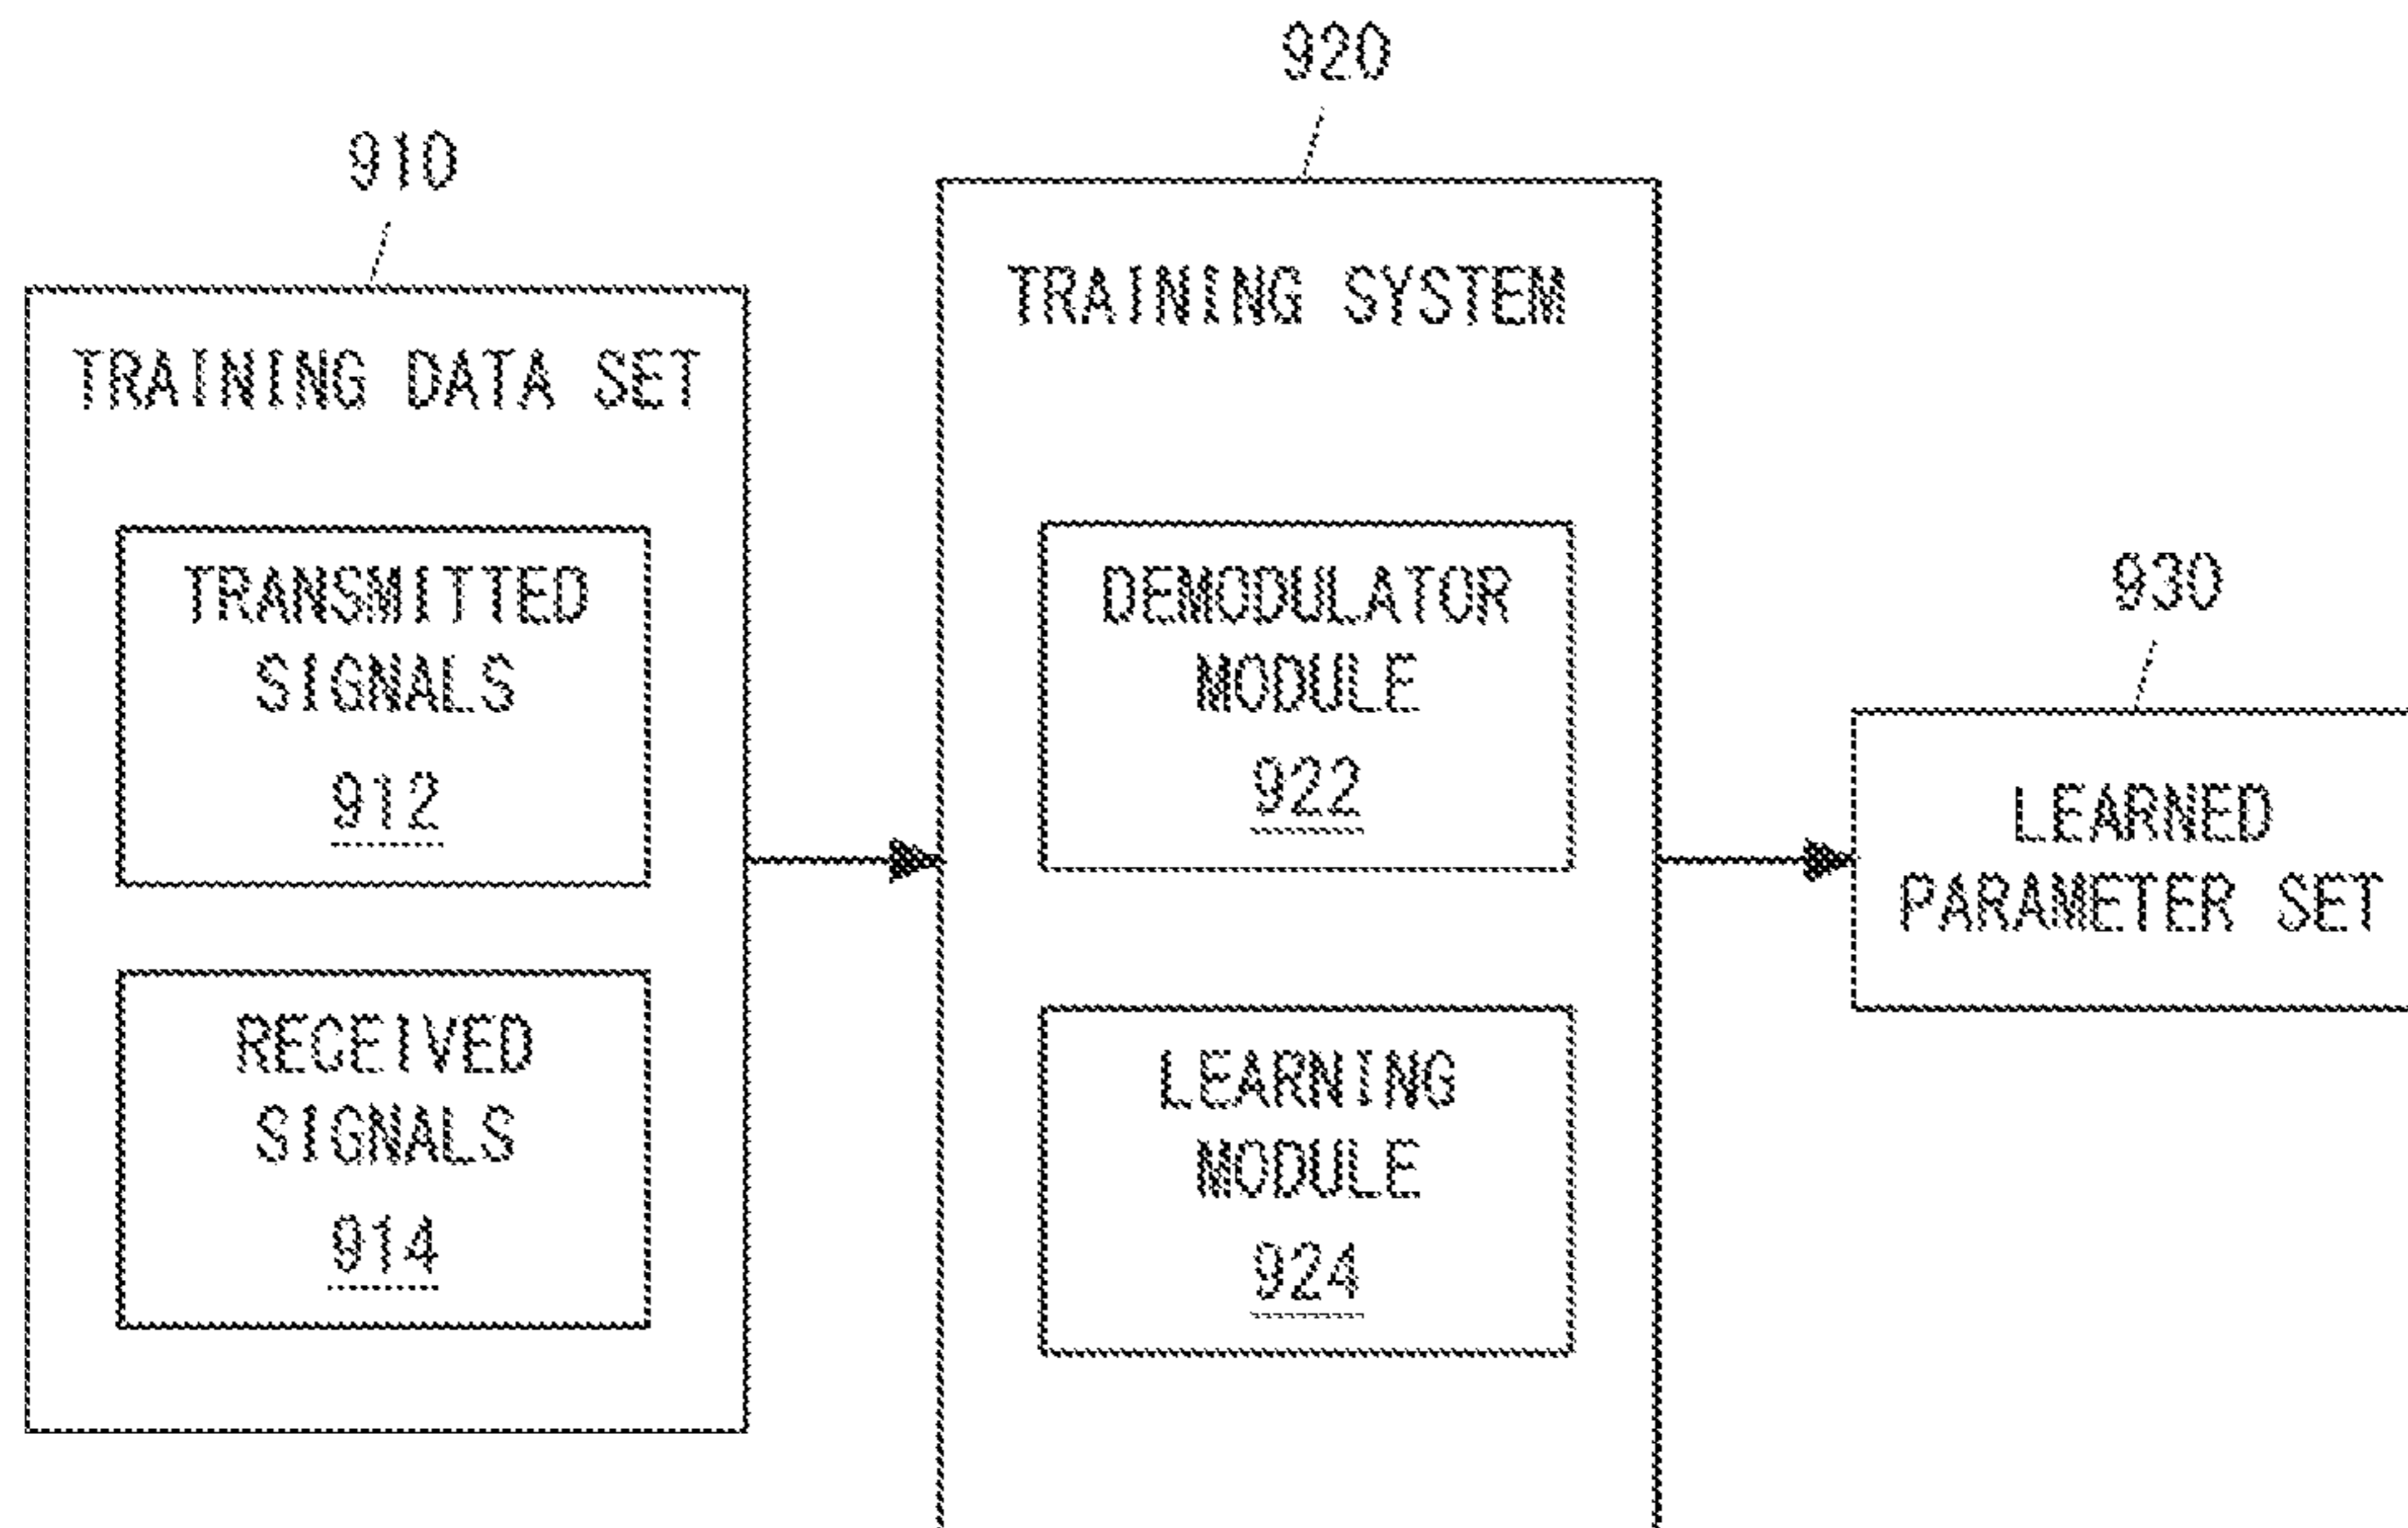 910
TRAINING DATA SET
TRANSMITTED
SIGNALS
912
RECEIVED
SIGNALS
914
920
TRAINING SYSTEM
DEMODULATOR
MODULE
922
LEARNING
MODULE
924
930
LEARNED
PARAMETER SET